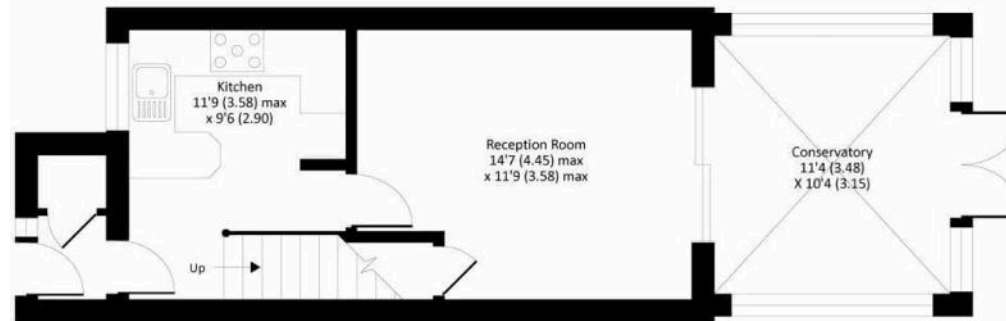 Kitchen
11'9 (3.58) max
x 9'6 (2.90)
Reception Room
14'7 (4.45) max
x 11'9 (3.58) max
Conservatory
11'4 (3.48)
X 10'4 (3.15)
Up